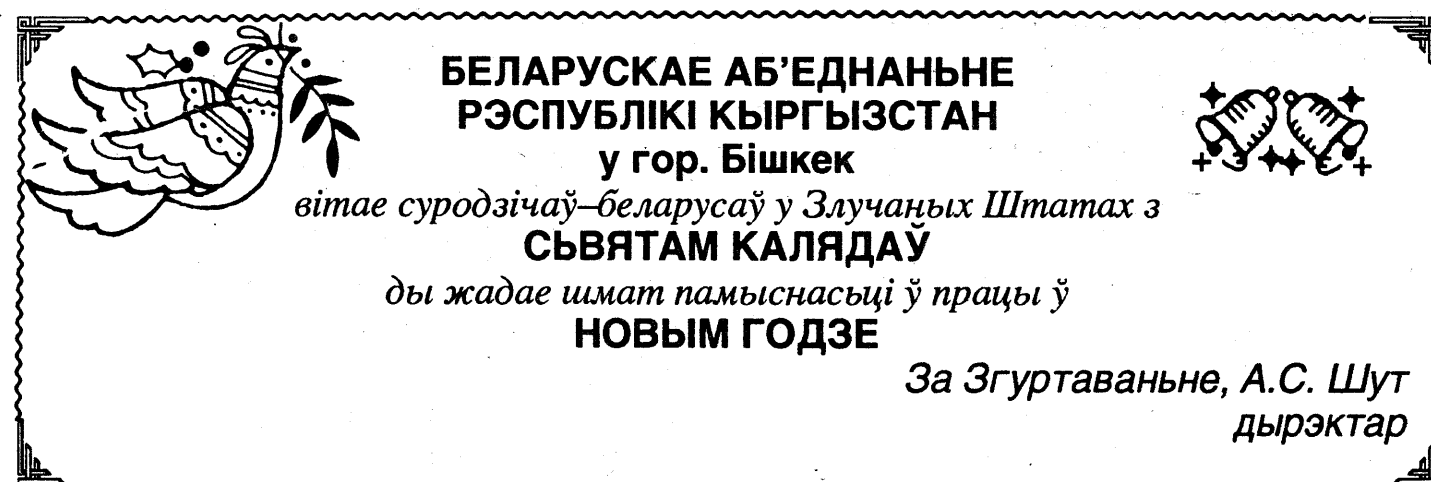 БЕЛАРУСКАЕ АБ’ЕДНАНЬНЕ
РЭСПУБЛІКІ КЫРГЫЗСТАН
у гор. Бішкек
вітае суродзічаў–беларусаў у Злучаных Штатах з
СЬВЯТАМ КАЛЯДАЎ
ды жадае шмат памыснасьці ў працы ў
НОВЫМ ГОДЗЕ
За Згуртаваньне, А.С. Шут
дырэктар